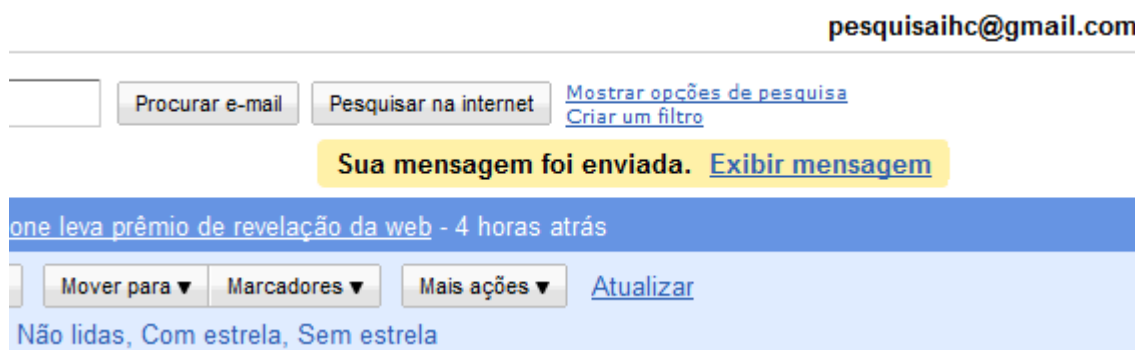 pesquisaihc@gmail.com
Procurar e-mail Pesquisar na internet Mostrar opções de pesquisa
Criar um filtro
Sua mensagem foi enviada. Exibir mensagem
one leva prêmio de revelação da web - 4 horas atrás
Mover para ▼ Marcadores ▼ Mais ações ▼ Atualizar
Não lidas, Com estrela, Sem estrela